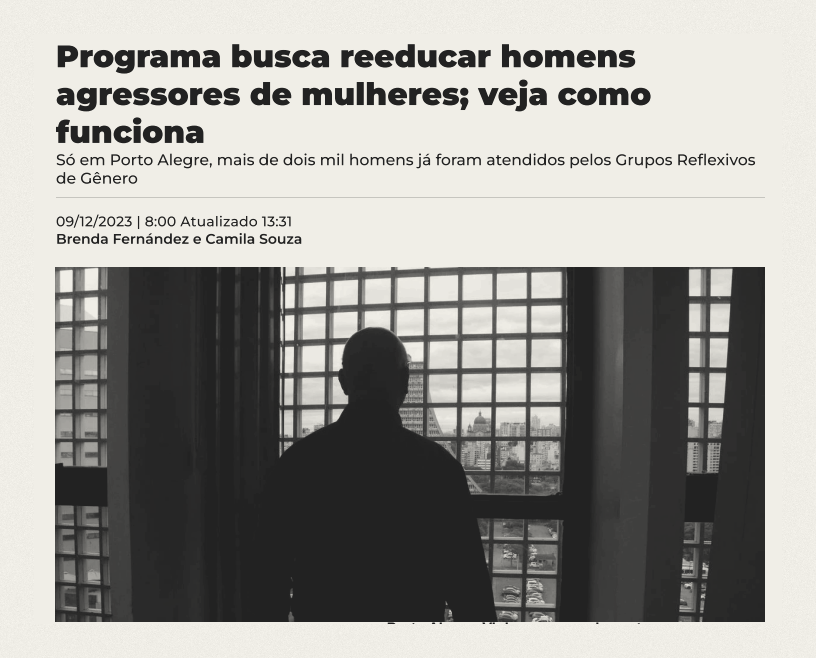 Programa busca reeducar homens
agressores de mulheres; veja como
funciona
Só em Porto Alegre, mais de dois mil homens já foram atendidos pelos Grupos Reflexivos
de Gênero
09/12/2023 | 8:00 Atualizado 13:31
Brenda Fernández e Camila Souza